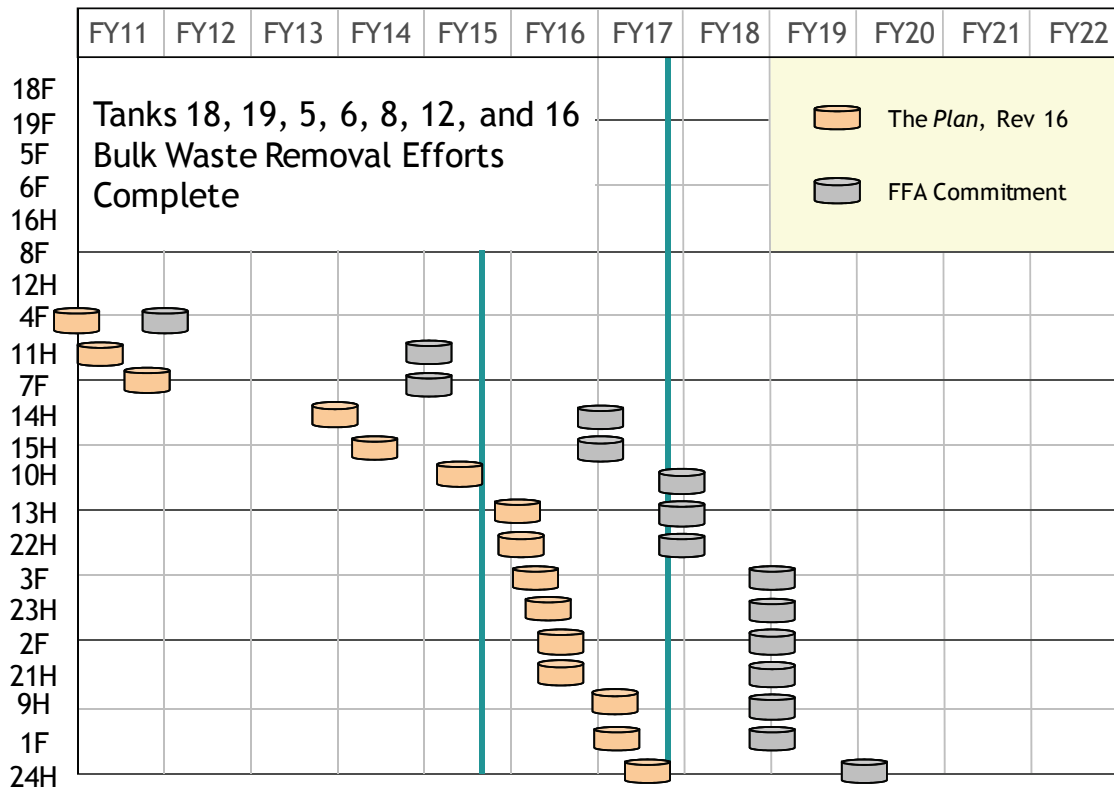 FY11 FY12 FY13 FY14 FY15 FY16 FY17 FY18 FY19 FY20 FY21 FY22
Tanks 18, 19, 5, 6, 8, 12, and 16
Bulk Waste Removal Efforts
Complete
The Plan, Rev 16
FFA Commitment
18F
19F
5F
6F
16H
8F
12H
4F
11H
7F
14H
15H
10H
13H
22H
3F
23H
2F
21H
9H
1F
24H